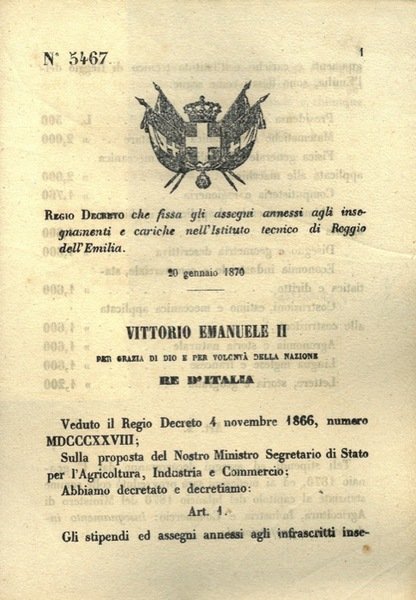 N° 5467
1
REGIO DECRETO che fissa gli assegni annessi agli inse-
gnamenti e cariche nell'Istituto tecnico di Reggio
dell'Emilia.
20 gennaio 1870
VITTORIO EMANUELE II
PER GRAZIA DI DIO E PER VOLONTÀ DELLA NAZIONE
RE D'ITALIA
Veduto il Regio Decreto 4 novembre 1866, numero
MDCCCXXVIII;
Sulla proposta del Nostro Ministro Segretario di Stato
per l'Agricoltura, Industria e Commercio;
Abbiamo decretato e decretiamo:
Art. 1.
Gli stipendi ed assegni annessi agli infrascritti inse-